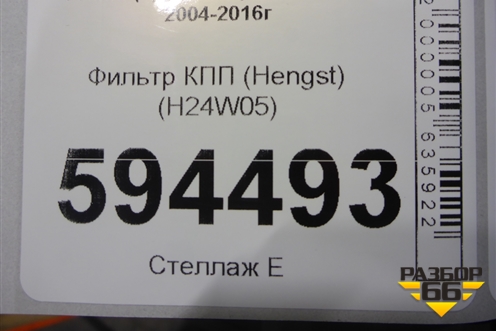 2004-2016г
Фильтр КПП (Hengst)
(H24W05)
594493
Стеллаж Е
2000005635922
РАЗБОР
66